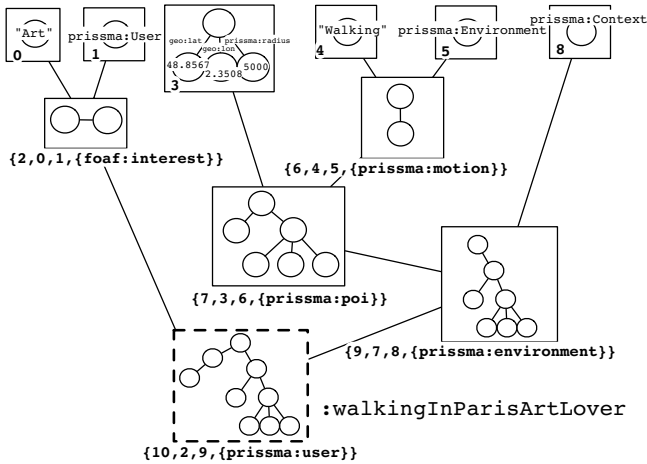 "Art"
0
prissma:User
1
geo:lat
geo:lon
prissma:radius
48.8567
2.3508
5000
3
"Walking"
4
prissma:Environment
5
prissma:Context
8
{2,0,1,{foaf:interest}}
{6,4,5,{prissma:motion}}
{7,3,6,{prissma:poi}}
{9,7,8,{prissma:environment}}
:walkingInParisArtLover
{10,2,9,{prissma:user}}